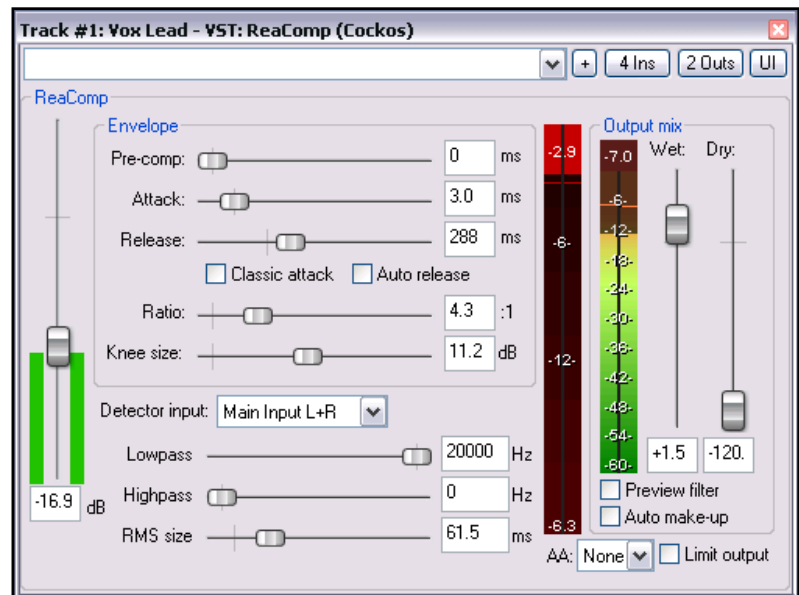 Track #1: Vox Lead - VST: ReaComp (Cockos)
+ 4 Ins 2 Outs UI
ReaComp
Envelope
Pre-comp: 0 ms
Attack: 3.0 ms
Release: 288 ms
Classic attack Auto release
Ratio: 4.3 :1
Knee size: 11.2 dB
Detector input: Main Input L+R
Lowpass 20000 Hz
Highpass 0 Hz
RMS size 61.5 ms
-16.9 dB
-2.9
-6-
-12-
-6.3
Output mix
-7.0 Wet: Dry:
-6-
-12-
-18-
-24-
-30-
-36-
-42-
-48-
-54-
-60-
+1.5 -120.
Preview filter
Auto make-up
AA: None Limit output